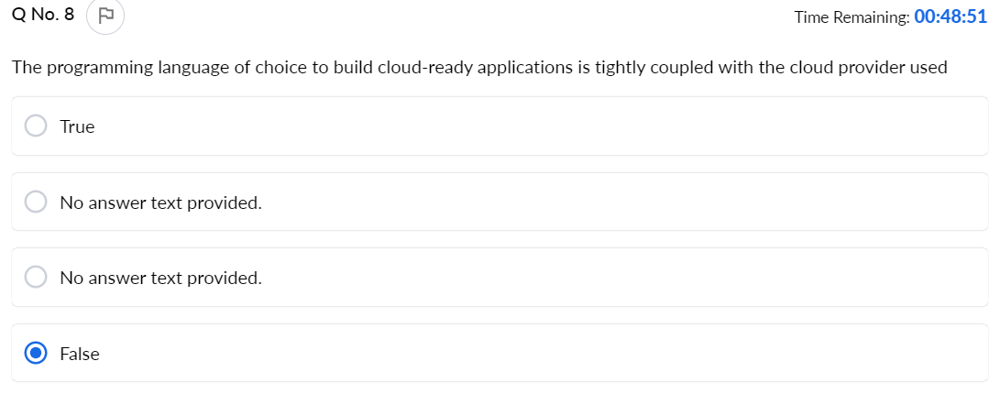 Q No. 8
Time Remaining: 00:48:51
The programming language of choice to build cloud-ready applications is tightly coupled with the cloud provider used
True
No answer text provided.
No answer text provided.
False